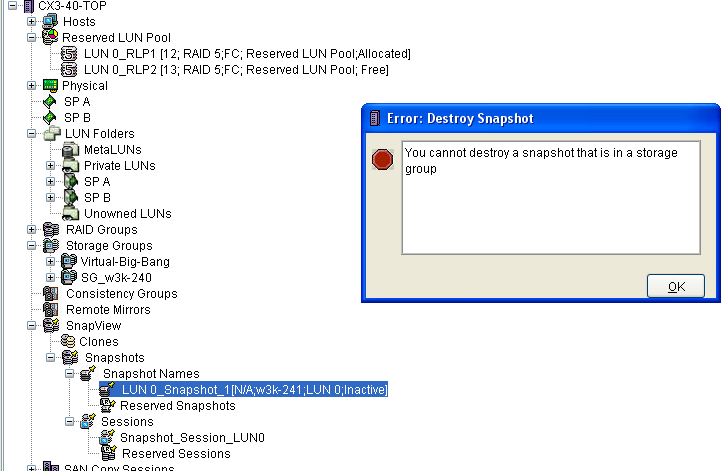 CX3-40-TOP
Hosts
Reserved LUN Pool
LUN 0_RLP1 [12; RAID 5;FC; Reserved LUN Pool;Allocated]
LUN 0_RLP2 [13; RAID 5;FC; Reserved LUN Pool; Free]
Physical
SP A
SP B
LUN Folders
MetaLUNs
Private LUNs
SP A
SP B
Unowned LUNs
RAID Groups
Storage Groups
Virtual-Big-Bang
SG_w3k-240
Consistency Groups
Remote Mirrors
SnapView
Clones
Snapshots
Snapshot Names
LUN 0_Snapshot_1[N/A;w3k-241;LUN 0;Inactive]
Reserved Snapshots
Sessions
Snapshot_Session_LUN0
Reserved Sessions
SAN Copy Sessions
Error: Destroy Snapshot
You cannot destroy a snapshot that is in a storage
group
OK